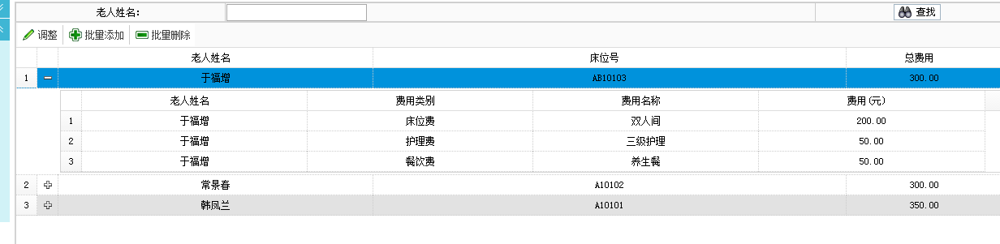 老人姓名: 查找
调整 批量添加 批量删除
老人姓名 床位号 总费用
1 于福增 AB10103 300.00
老人姓名 费用类别 费用名称 费用(元)
1 于福增 床位费 双人间 200.00
2 于福增 护理费 三级护理 50.00
3 于福增 餐饮费 养生餐 50.00
2 常景春 A10102 300.00
3 韩凤兰 A10101 350.00